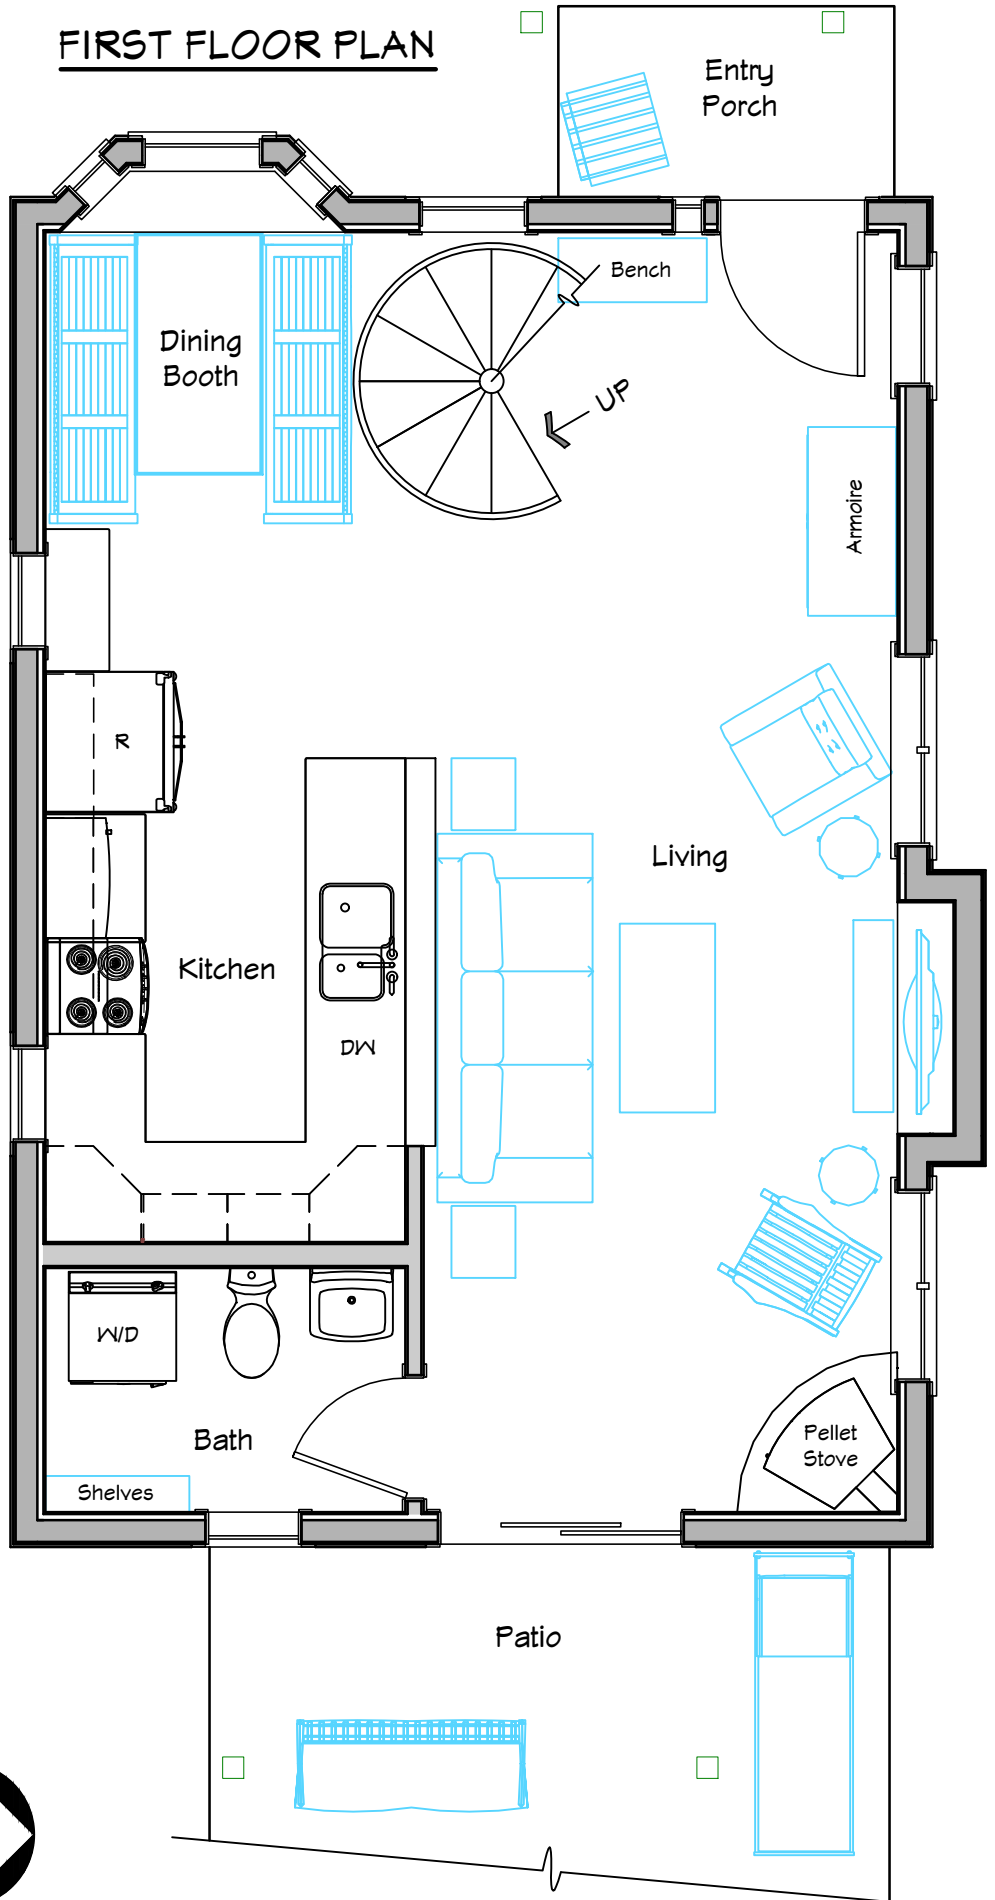 FIRST FLOOR PLAN
Entry
Porch
Bench
Dining
Booth
UP
Armoire
R
Living
Kitchen
DW
W/D
Bath
Pellet
Stove
Shelves
Patio